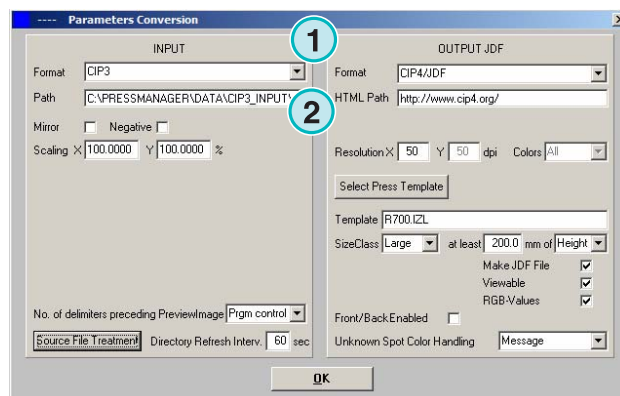 ---- Parameters Conversion
1
INPUT
Format CIP3
Path C:\PRESSMANAGER\DATA\CIP3_INPUT\
2
Mirror Negative
Scaling X 100.0000 Y 100.0000 %
No. of delimiters preceding PreviewImage Prgm control
Source File Treatment Directory Refresh Interv. 60 sec
OUTPUT JDF
Format CIP4/JDF
HTML Path http://www.cip4.org/
Resolution X 50 Y 50 dpi Colors All
Select Press Template
Template R700.IZL
SizeClass Large at least 200.0 mm of Height
Make JDF File
Viewable
RGB-Values
Front/Back Enabled
Unknown Spot Color Handling Message
OK